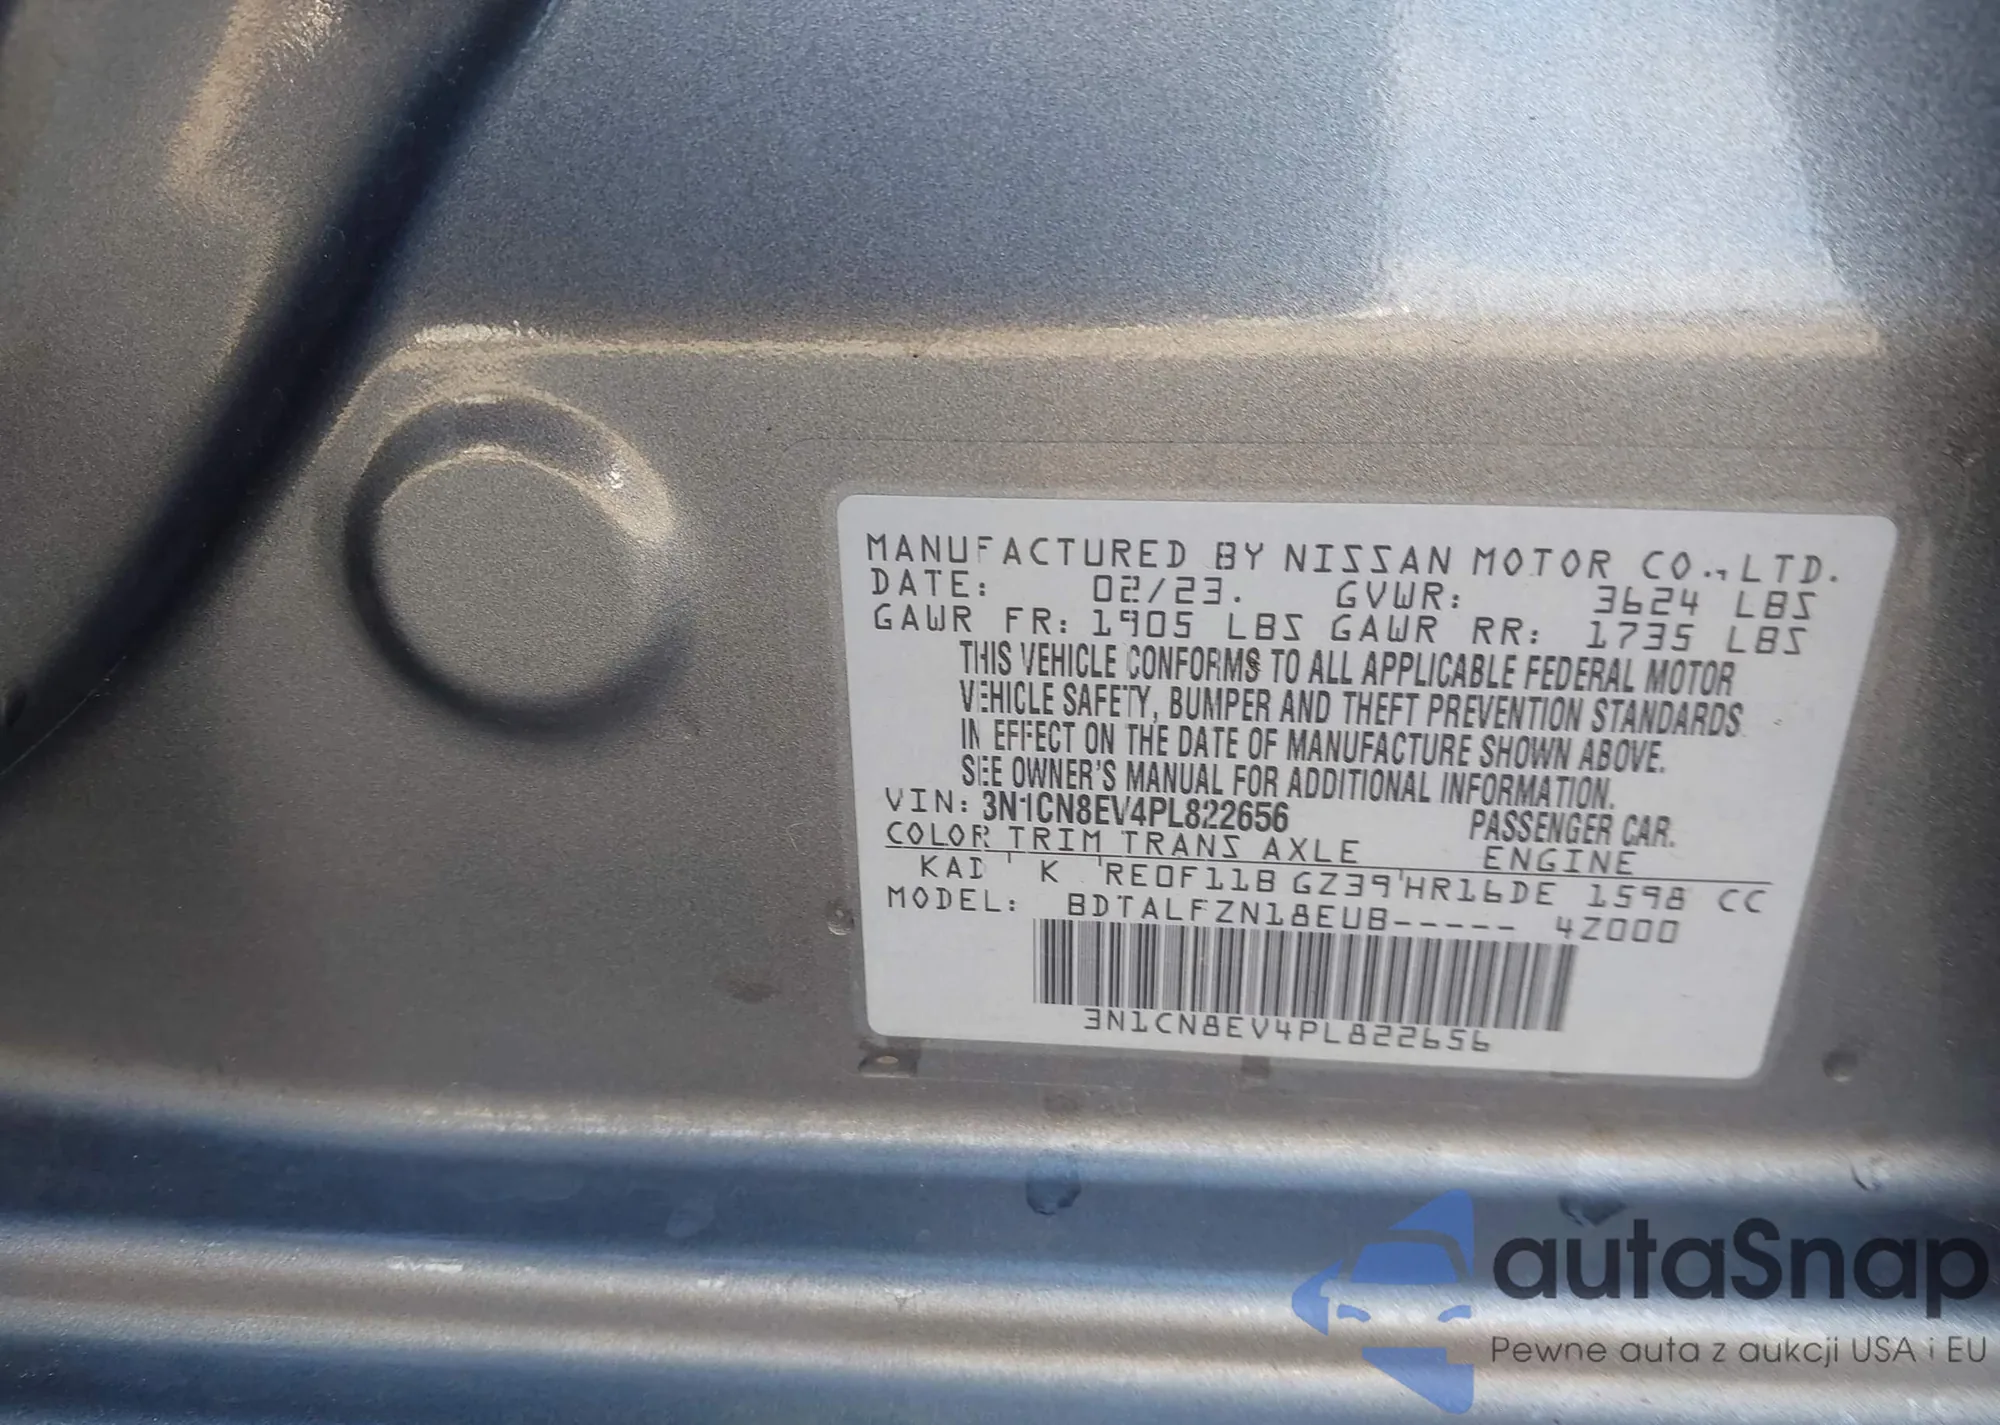 MANUFACTURED BY NISSAN MOTOR CO., LTD.
DATE: 02/23. GVWR: 3624 LBS
GAWR FR: 1905 LBS GAWR RR: 1735 LBS
THIS VEHICLE CONFORMS TO ALL APPLICABLE FEDERAL MOTOR
VEHICLE SAFETY, BUMPER AND THEFT PREVENTION STANDARDS
IN EFFECT ON THE DATE OF MANUFACTURE SHOWN ABOVE.
SEE OWNER'S MANUAL FOR ADDITIONAL INFORMATION.
VIN: 3N1CN8EV4PL822656 PASSENGER CAR.
COLOR TRIM TRANS AXLE ENGINE
KAD K RE0F11B GZ39 HR16DE 1598 CC
MODEL: BDTALFZN18EUB----- 4Z000
3N1CN8EV4PL822656
autaSnap
Pewne auta z aukcji USA i EU